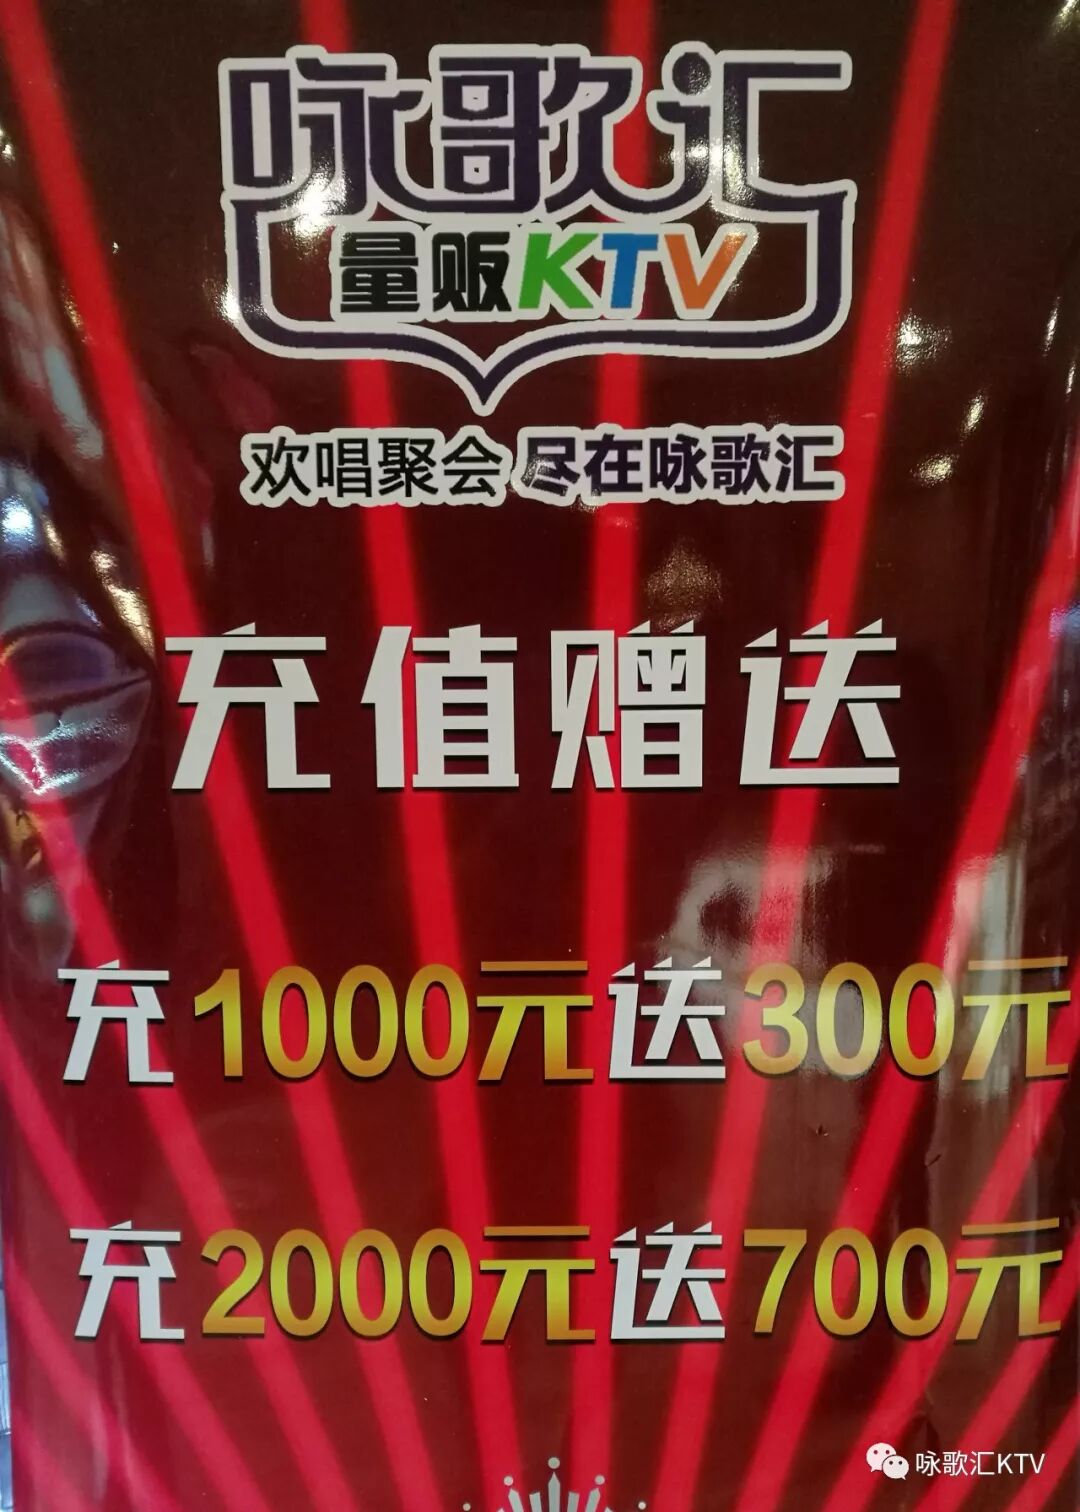 咏歌汇
量贩KTV
欢唱聚会 尽在咏歌汇
充值赠送
充1000元送300元
充2000元送700元
咏歌汇KTV